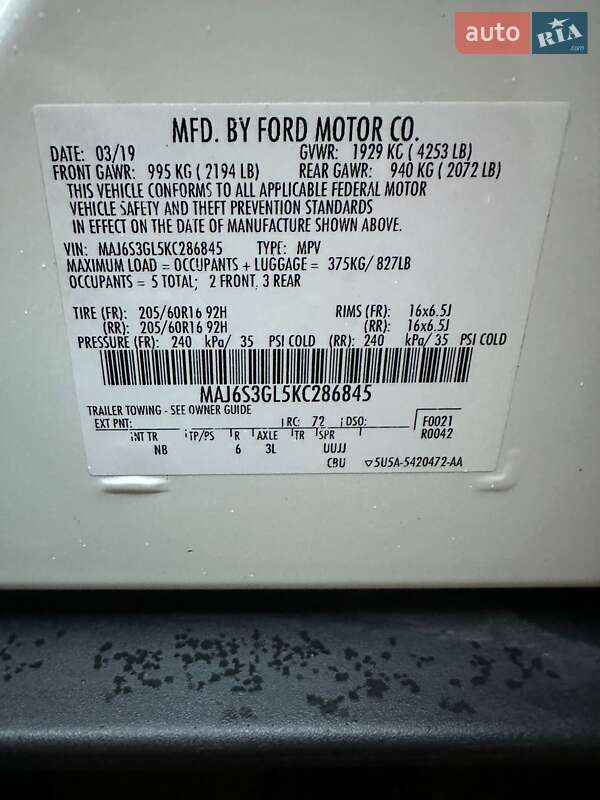 auto RIA.com
MFD. BY FORD MOTOR CO.
DATE: 03/19 GVWR: 1929 KG ( 4253 LB)
FRONT GAWR: 995 KG ( 2194 LB) REAR GAWR: 940 KG ( 2072 LB)
THIS VEHICLE CONFORMS TO ALL APPLICABLE FEDERAL MOTOR
VEHICLE SAFETY AND THEFT PREVENTION STANDARDS
IN EFFECT ON THE DATE OF MANUFACTURE SHOWN ABOVE.
VIN: MAJ6S3GL5KC286845 TYPE: MPV
MAXIMUM LOAD = OCCUPANTS + LUGGAGE = 375KG/ 827LB
OCCUPANTS = 5 TOTAL; 2 FRONT, 3 REAR
TIRE (FR): 205/60R16 92H RIMS (FR): 16x6.5J
(RR): 205/60R16 92H (RR): 16x6.5J
PRESSURE (FR): 240 kPa/ 35 PSI COLD (RR): 240 kPa/ 35 PSI COLD
MAJ6S3GL5KC286845
TRAILER TOWING - SEE OWNER GUIDE
EXT PNT: RC: 72 DSO: F0021
R0042
INT TR TP/PS R AXLE TR SPR
NB 6 3L UUJJ
CBU ▽5U5A-5420472-AA